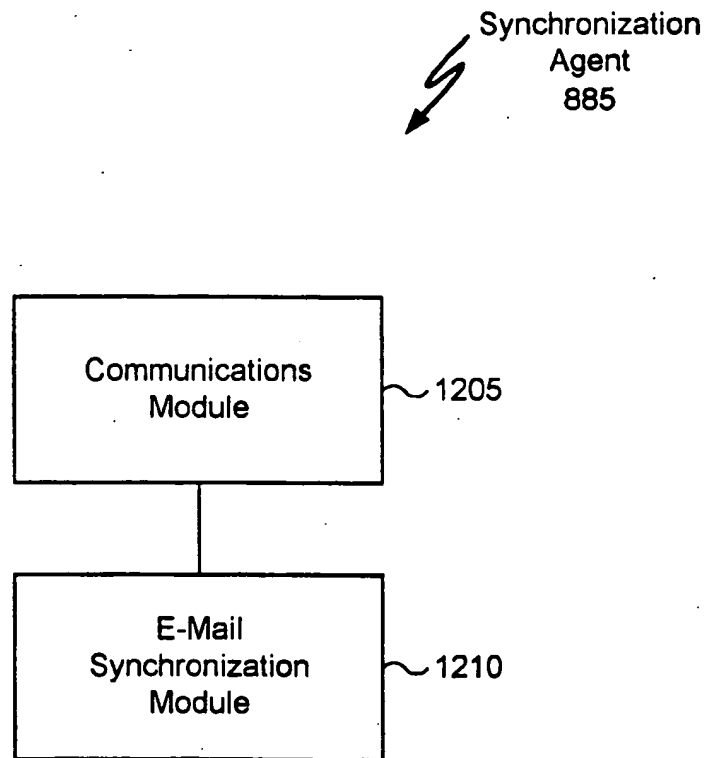 Synchronization
Agent
885
Communications
Module
1205
E-Mail
Synchronization
Module
1210